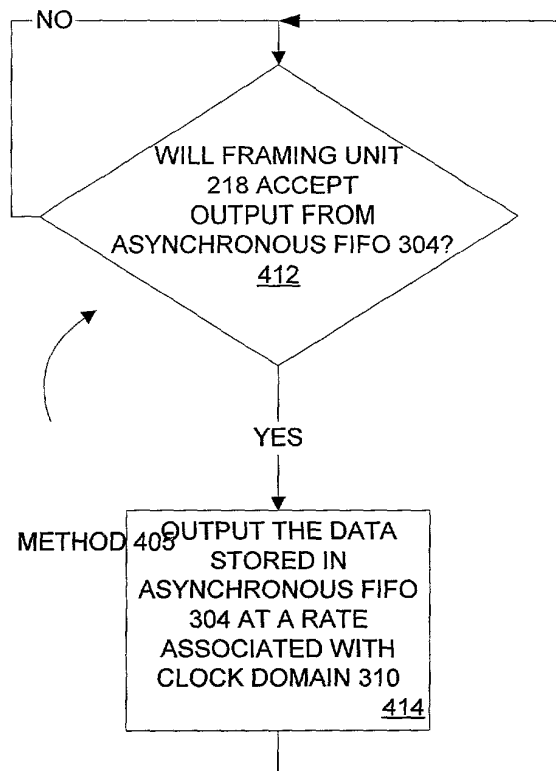 NO
WILL FRAMING UNIT
218 ACCEPT
OUTPUT FROM
ASYNCHRONOUS FIFO 304?
412
YES
METHOD 405
OUTPUT THE DATA
STORED IN
ASYNCHRONOUS FIFO
304 AT A RATE
ASSOCIATED WITH
CLOCK DOMAIN 310
414